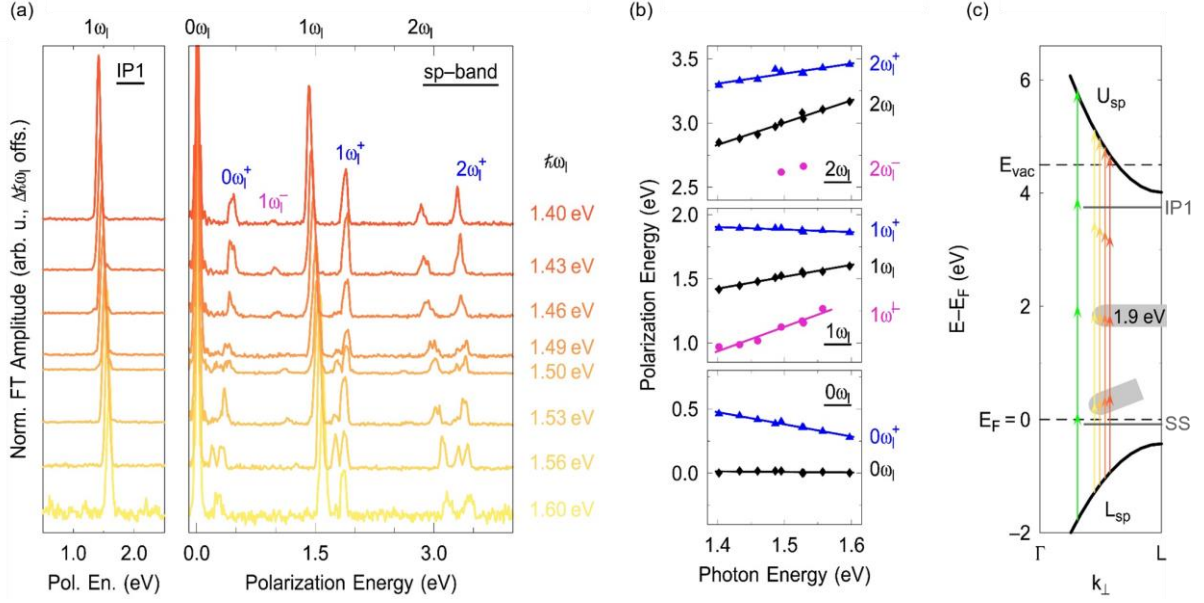 (a)
1ωₗ
0ωₗ
1ωₗ
2ωₗ
IP1
sp–band
0ωₗ⁺
1ωₗ⁻
1ωₗ⁺
2ωₗ⁺
ℏωₗ
1.40 eV
1.43 eV
1.46 eV
1.49 eV
1.50 eV
1.53 eV
1.56 eV
1.60 eV
Norm. FT Amplitude (arb. u., Δℏωₗ offs.)
1.0
2.0
0.0
1.5
3.0
Pol. En. (eV)
Polarization Energy (eV)
(b)
3.5
3.0
2.5
2ωₗ⁺
2ωₗ
2ωₗ⁻
2ωₗ
2.0
1.5
1.0
1ωₗ⁺
1ωₗ
1ωₗ⁻
1ωₗ
0.5
0.0
0ωₗ
0ωₗ⁺
0ωₗ
Polarization Energy (eV)
1.4
1.5
1.6
Photon Energy (eV)
(c)
6
4
2
−2
Uₛₚ
Eᵥₐ꜀
IP1
1.9 eV
E_F = 0
SS
Lₛₚ
E–E_F (eV)
Γ
L
k⊥